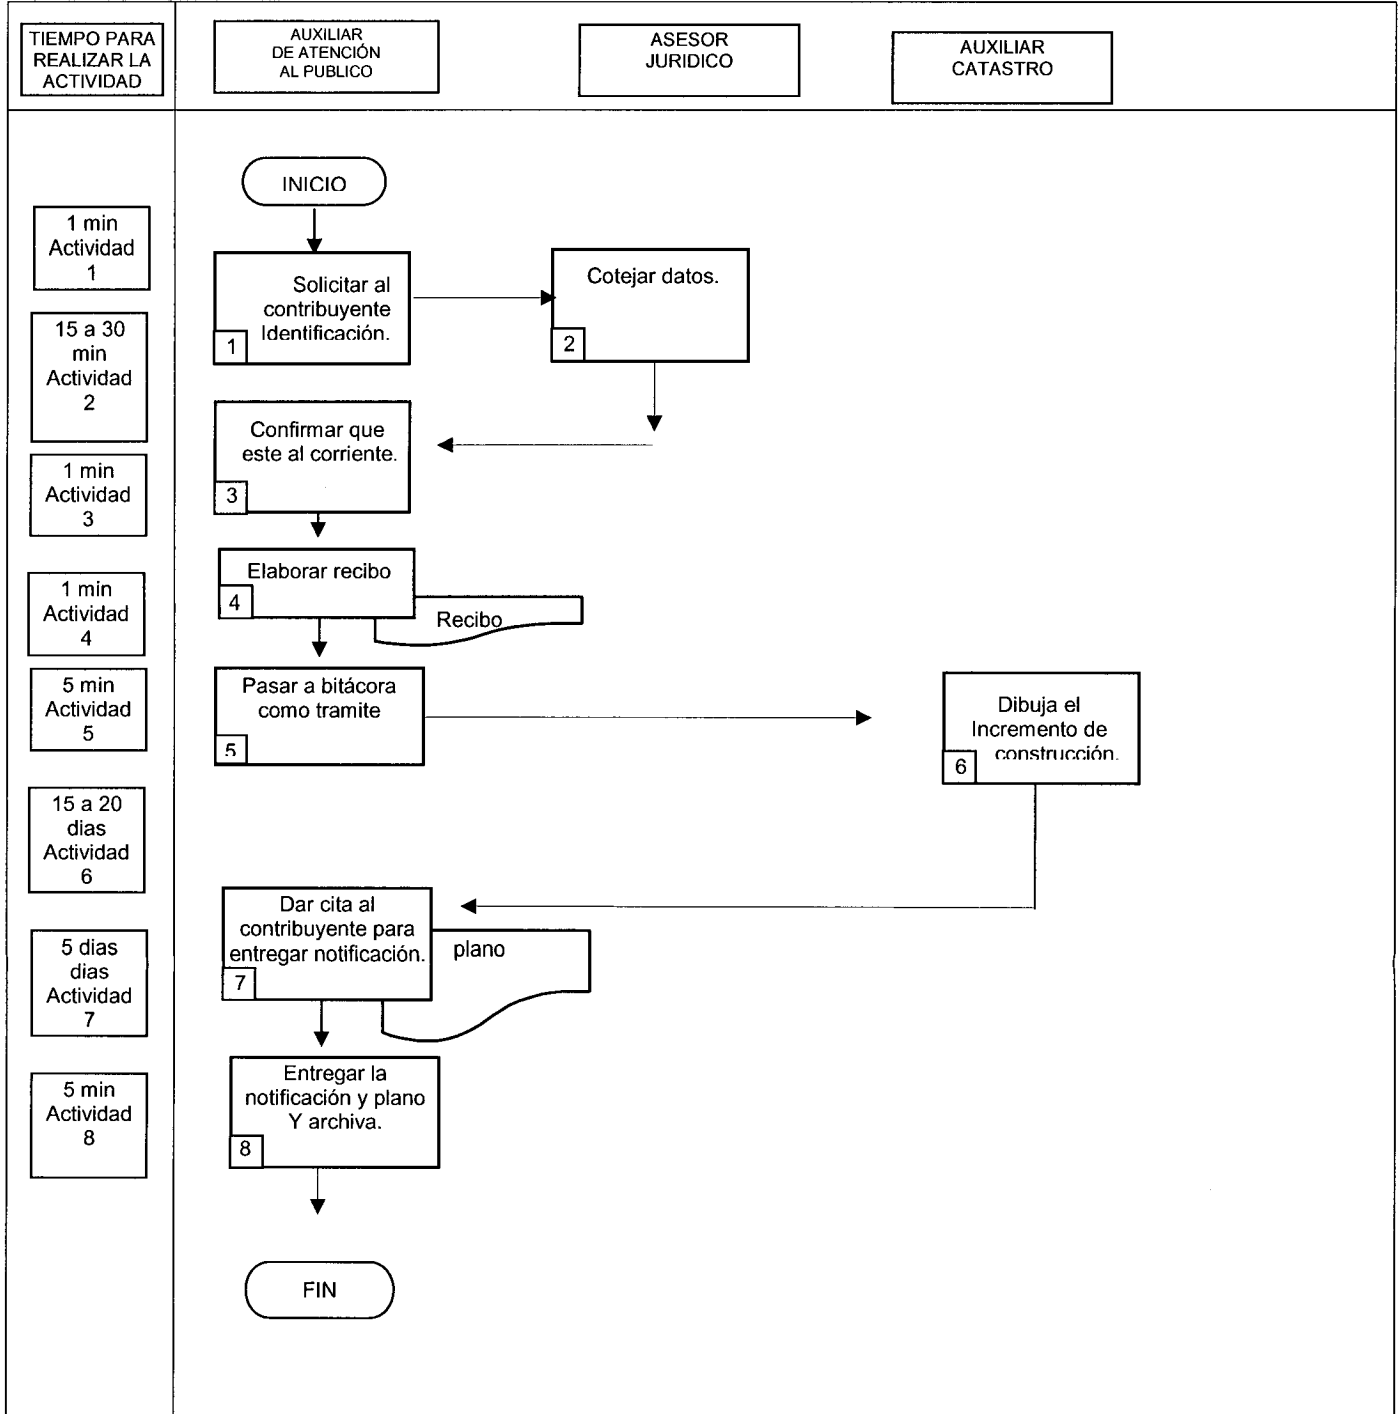 TIEMPO PARA
REALIZAR LA
ACTIVIDAD
AUXILIAR
DE ATENCIÓN
AL PUBLICO
ASESOR
JURIDICO
AUXILIAR
CATASTRO
INICIO
1 min
Actividad
1
Solicitar al
contribuyente
Identificación.
1
Cotejar datos.
2
15 a 30
min
Actividad
2
Confirmar que
este al corriente.
3
1 min
Actividad
3
Elaborar recibo
4
Recibo
1 min
Actividad
4
5 min
Actividad
5
Pasar a bitácora
como tramite
5
Dibuja el
Incremento de
construcción.
6
15 a 20
dias
Actividad
6
Dar cita al
contribuyente para
entregar notificación.
7
plano
5 dias
dias
Actividad
7
Entregar la
notificación y plano
Y archiva.
8
5 min
Actividad
8
FIN